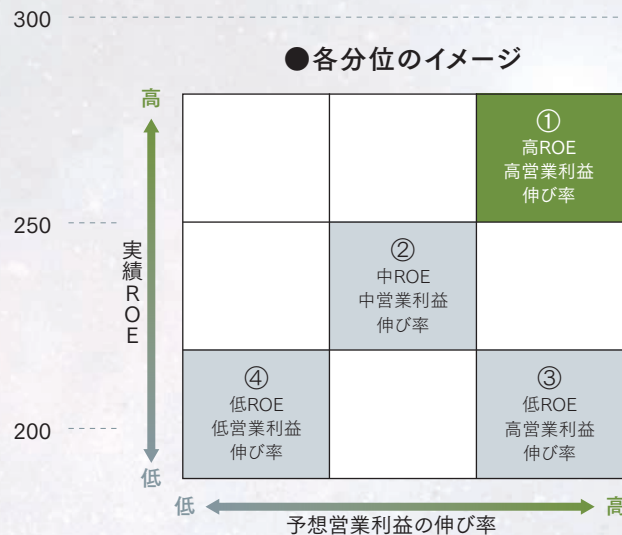 300
●各分位のイメージ
高
①
高ROE
高営業利益
伸び率
250
実績ROE
②
中ROE
中営業利益
伸び率
④
低ROE
低営業利益
伸び率
③
低ROE
高営業利益
伸び率
200
低
低
高
予想営業利益の伸び率